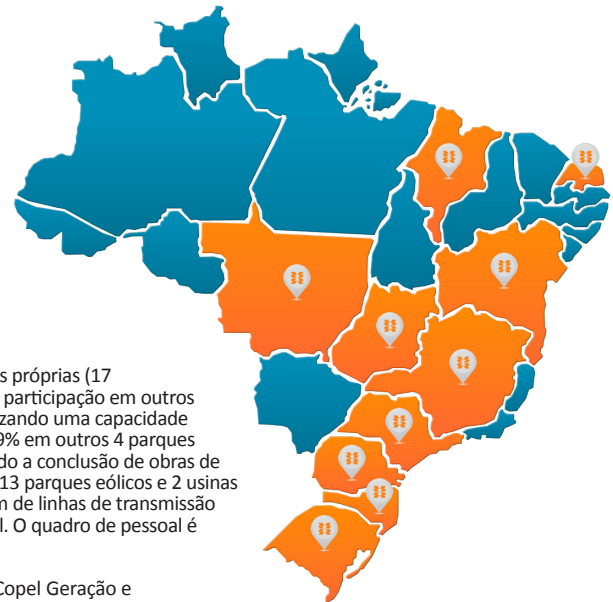 s próprias (17
participação em outros
zando uma capacidade
9% em outros 4 parques
do a conclusão de obras de
13 parques eólicos e 2 usinas
m de linhas de transmissão
l. O quadro de pessoal é
Copel Geração e